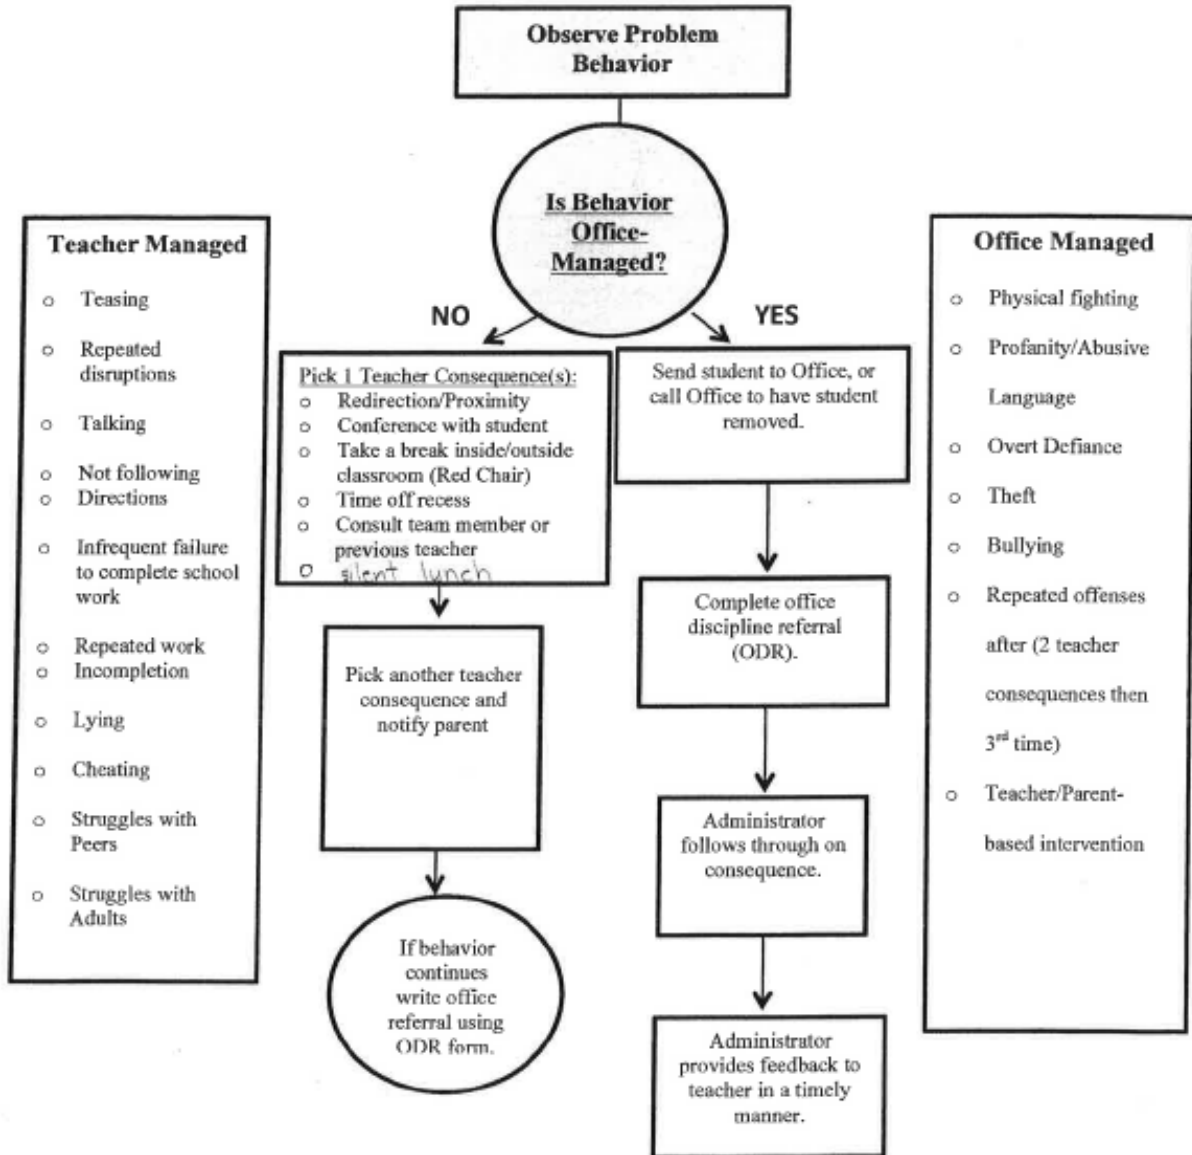 Observe Problem
Behavior
Is Behavior
Office-
Managed?
NO
YES
Teacher Managed
o Teasing
o Repeated
disruptions
o Talking
o Not following
o Directions
o Infrequent failure
to complete school
work
o Repeated work
o Incompletion
o Lying
o Cheating
o Struggles with
Peers
o Struggles with
Adults
Pick 1 Teacher Consequence(s):
o Redirection/Proximity
o Conference with student
o Take a break inside/outside
classroom (Red Chair)
o Time off recess
o Consult team member or
previous teacher
o silent lunch
Pick another teacher
consequence and
notify parent
If behavior
continues
write office
referral using
ODR form.
Send student to Office, or
call Office to have student
removed.
Complete office
discipline referral
(ODR).
Administrator
follows through on
consequence.
Administrator
provides feedback to
teacher in a timely
manner.
Office Managed
o Physical fighting
o Profanity/Abusive
Language
o Overt Defiance
o Theft
o Bullying
o Repeated offenses
after (2 teacher
consequences then
3rd time)
o Teacher/Parent-
based intervention